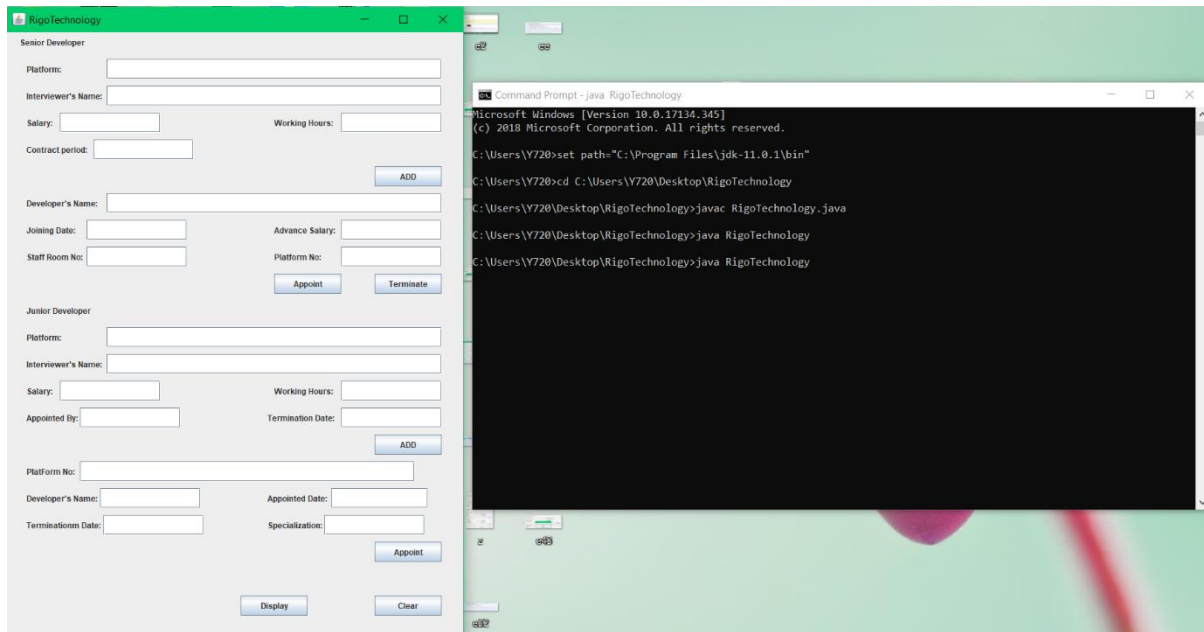 RigoTechnology
Senior Developer
Platform:
Interviewer's Name:
Salary: Working Hours:
Contract period:
ADD
Developer's Name:
Joining Date: Advance Salary:
Staff Room No: Platform No:
Appoint Terminate
Junior Developer
Platform:
Interviewer's Name:
Salary: Working Hours:
Appointed By: Termination Date:
ADD
PlatForm No:
Developer's Name: Appointed Date:
Terminationm Date: Specialization:
Appoint
Display Clear
e2 ee
Command Prompt - java RigoTechnology
Microsoft Windows [Version 10.0.17134.345]
(c) 2018 Microsoft Corporation. All rights reserved.
C:\Users\Y720>set path="C:\Program Files\jdk-11.0.1\bin"
C:\Users\Y720>cd C:\Users\Y720\Desktop\RigoTechnology
C:\Users\Y720\Desktop\RigoTechnology>javac RigoTechnology.java
C:\Users\Y720\Desktop\RigoTechnology>java RigoTechnology
C:\Users\Y720\Desktop\RigoTechnology>java RigoTechnology